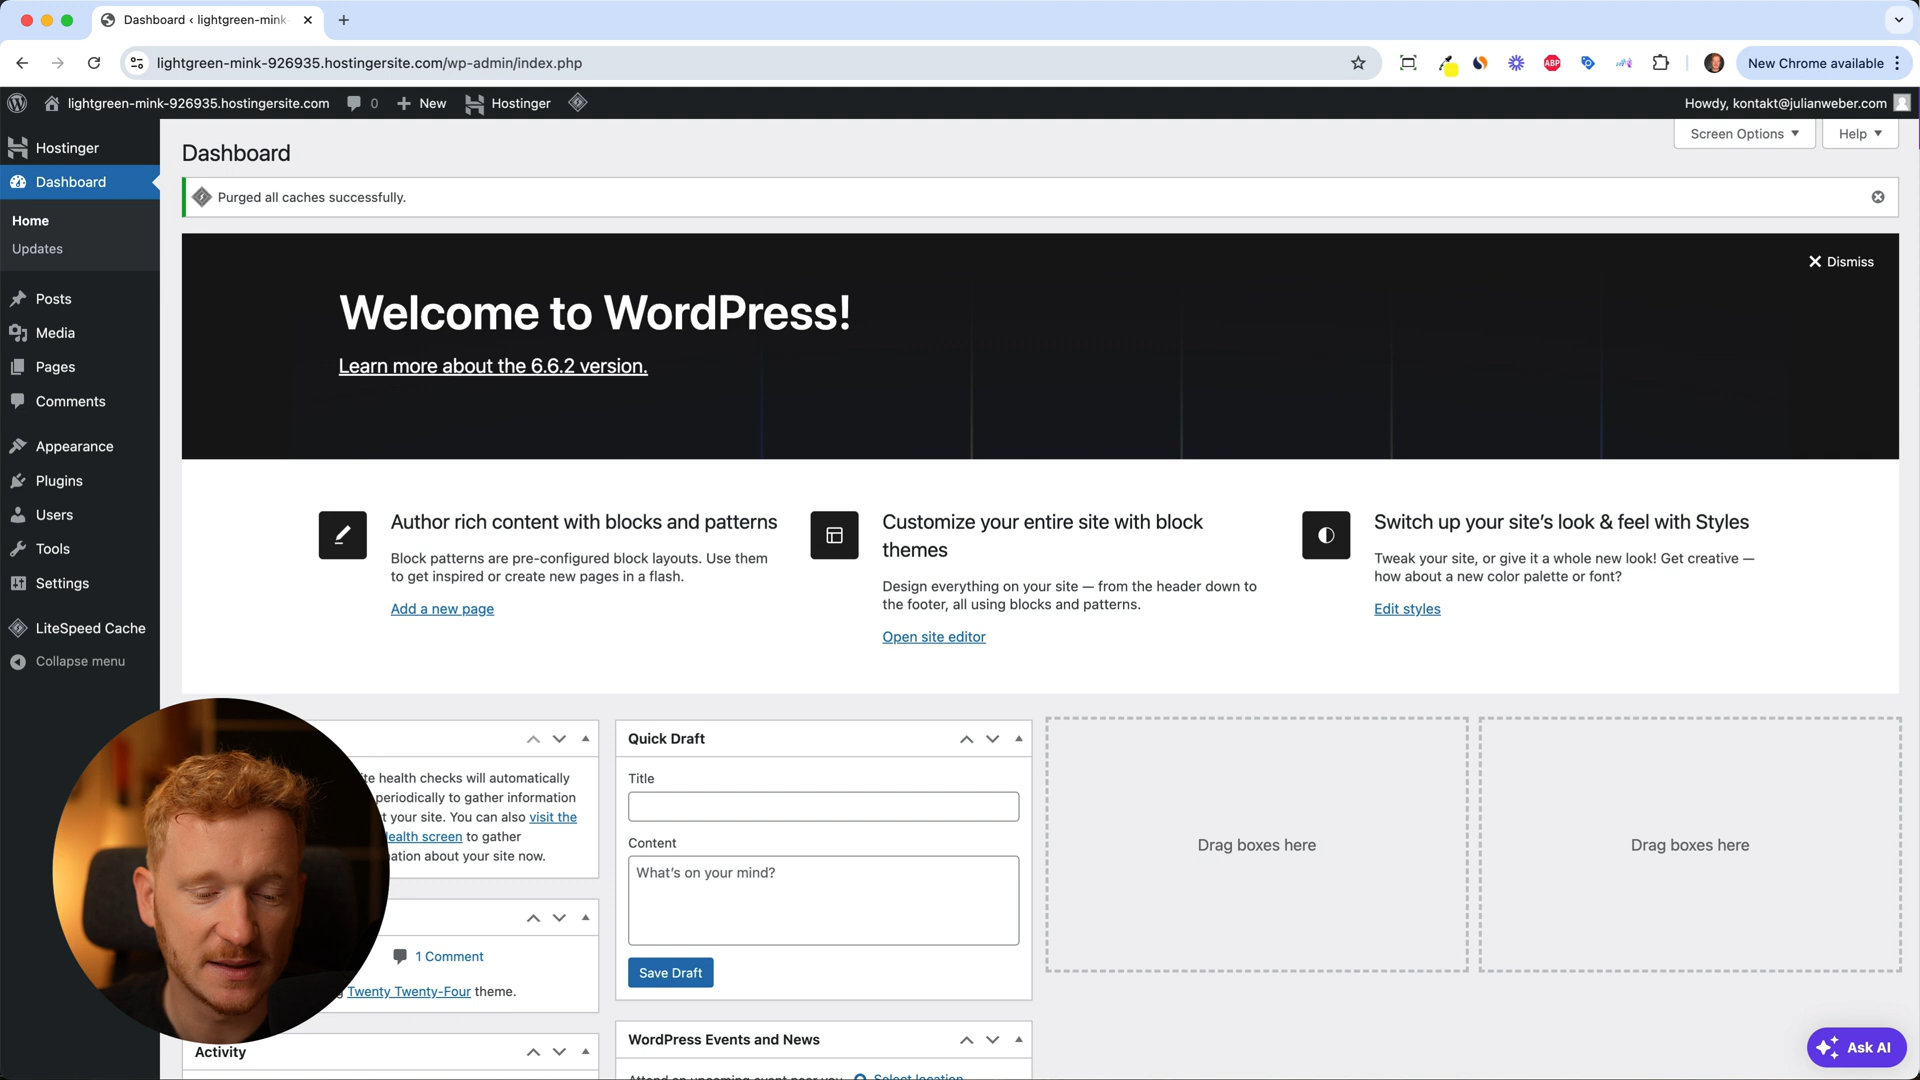 Dashboard ‹ lightgreen-mink-
lightgreen-mink-926935.hostingersite.com/wp-admin/index.php
ABP
New Chrome available
lightgreen-mink-926935.hostingersite.com
0
New
Hostinger
Howdy, kontakt@julianweber.com
Hostinger
Dashboard
Home
Updates
Posts
Media
Pages
Comments
Appearance
Plugins
Users
Tools
Settings
LiteSpeed Cache
Collapse menu
Screen Options
Help
Dashboard
Purged all caches successfully.
Dismiss
Welcome to WordPress!
Learn more about the 6.6.2 version.
Author rich content with blocks and patterns
Block patterns are pre-configured block layouts. Use them
to get inspired or create new pages in a flash.
Add a new page
Customize your entire site with block
themes
Design everything on your site — from the header down to
the footer, all using blocks and patterns.
Open site editor
Switch up your site’s look & feel with Styles
Tweak your site, or give it a whole new look! Get creative —
how about a new color palette or font?
Edit styles
health checks will automatically
periodically to gather information
your site. You can also visit the
screen to gather
about your site now.
1 Comment
Twenty Twenty-Four theme.
Activity
Quick Draft
Title
Content
What’s on your mind?
Save Draft
WordPress Events and News
Attend an upcoming event near you.
Select location
Drag boxes here
Drag boxes here
Ask AI